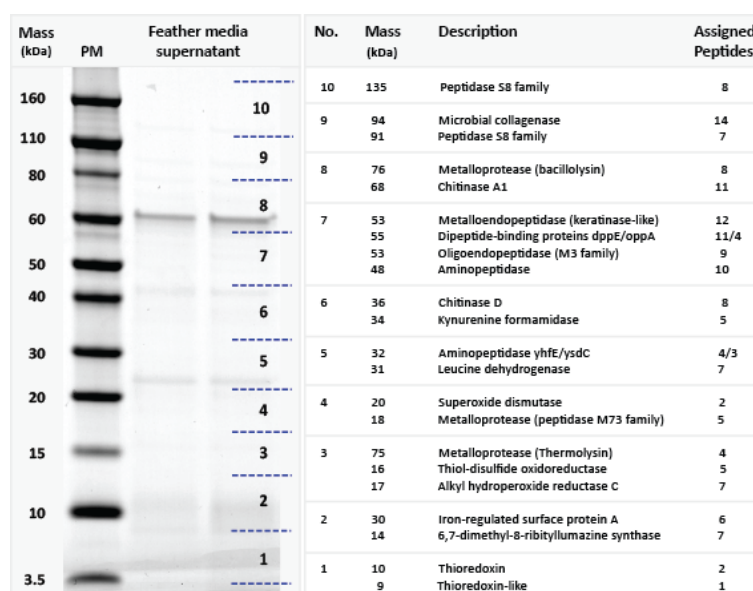 Mass
(kDa)
PM
Feather media
supernatant
160
110
80
60
50
40
30
20
15
10
3.5
10
9
8
7
6
5
4
3
2
1
No. Mass Description Assigned
(kDa) Peptides
10 135 Peptidase S8 family 8
9 94 Microbial collagenase 14
91 Peptidase S8 family 7
8 76 Metalloprotease (bacillolysin) 8
68 Chitinase A1 11
7 53 Metalloendopeptidase (keratinase-like) 12
55 Dipeptide-binding proteins dppE/oppA 11/4
53 Oligoendopeptidase (M3 family) 9
48 Aminopeptidase 10
6 36 Chitinase D 8
34 Kynurenine formamidase 5
5 32 Aminopeptidase yhfE/ysdC 4/3
31 Leucine dehydrogenase 7
4 20 Superoxide dismutase 2
18 Metalloprotease (peptidase M73 family) 5
3 75 Metalloprotease (Thermolysin) 4
16 Thiol-disulfide oxidoreductase 5
17 Alkyl hydroperoxide reductase C 7
2 30 Iron-regulated surface protein A 6
14 6,7-dimethyl-8-ribityllumazine synthase 7
1 10 Thioredoxin 2
9 Thioredoxin-like 1